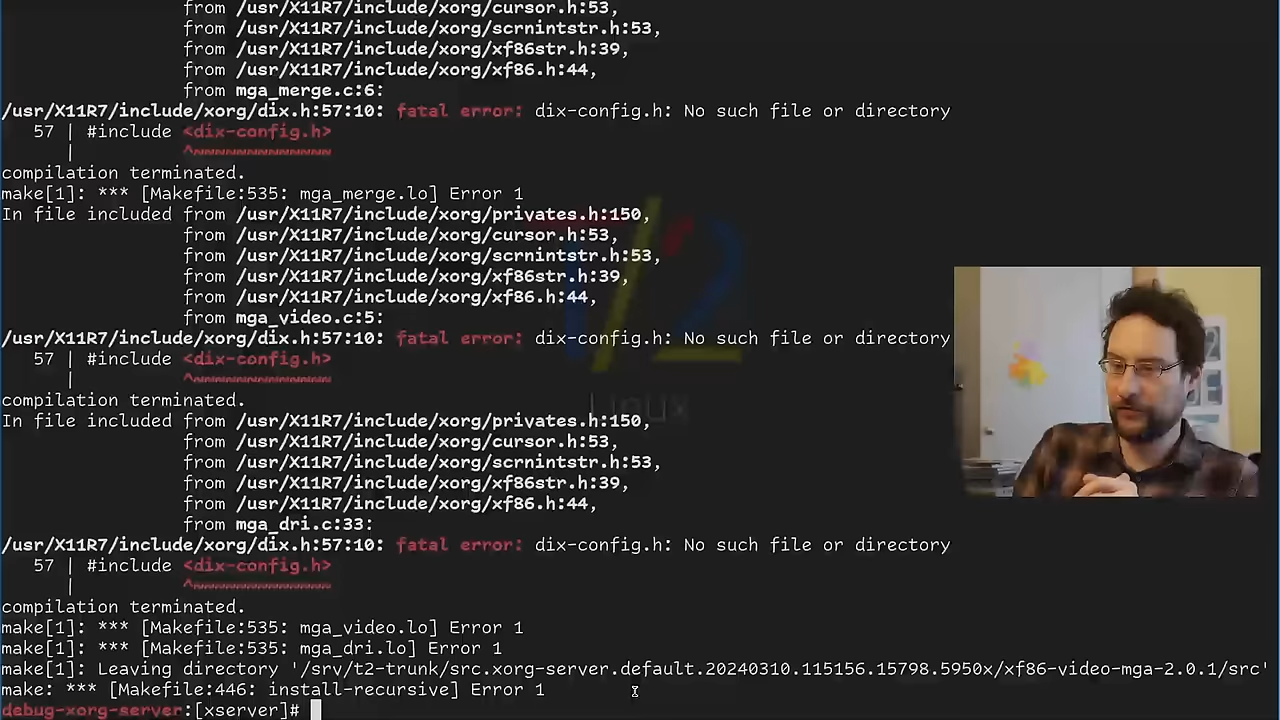 from /usr/X11R7/include/xorg/cursor.h:53,
from /usr/X11R7/include/xorg/scrnintstr.h:53,
from /usr/X11R7/include/xorg/xf86str.h:39,
from /usr/X11R7/include/xorg/xf86.h:44,
from mga_merge.c:6:
/usr/X11R7/include/xorg/dix.h:57:10: fatal error: dix-config.h: No such file or directory
57 | #include <dix-config.h>
| ^~~~~~~~~~~~~~
compilation terminated.
make[1]: *** [Makefile:535: mga_merge.lo] Error 1
In file included from /usr/X11R7/include/xorg/privates.h:150,
from /usr/X11R7/include/xorg/cursor.h:53,
from /usr/X11R7/include/xorg/scrnintstr.h:53,
from /usr/X11R7/include/xorg/xf86str.h:39,
from /usr/X11R7/include/xorg/xf86.h:44,
from mga_video.c:5:
/usr/X11R7/include/xorg/dix.h:57:10: fatal error: dix-config.h: No such file or directory
57 | #include <dix-config.h>
| ^~~~~~~~~~~~~~
compilation terminated.
In file included from /usr/X11R7/include/xorg/privates.h:150,
from /usr/X11R7/include/xorg/cursor.h:53,
from /usr/X11R7/include/xorg/scrnintstr.h:53,
from /usr/X11R7/include/xorg/xf86str.h:39,
from /usr/X11R7/include/xorg/xf86.h:44,
from mga_dri.c:33:
/usr/X11R7/include/xorg/dix.h:57:10: fatal error: dix-config.h: No such file or directory
57 | #include <dix-config.h>
| ^~~~~~~~~~~~~~
compilation terminated.
make[1]: *** [Makefile:535: mga_video.lo] Error 1
make[1]: *** [Makefile:535: mga_dri.lo] Error 1
make[1]: Leaving directory '/srv/t2-trunk/src.xorg-server.default.20240310.115156.15798.5950x/xf86-video-mga-2.0.1/src'
make: *** [Makefile:446: install-recursive] Error 1
debug-xorg-server:[xserver]#
T/2
Linux